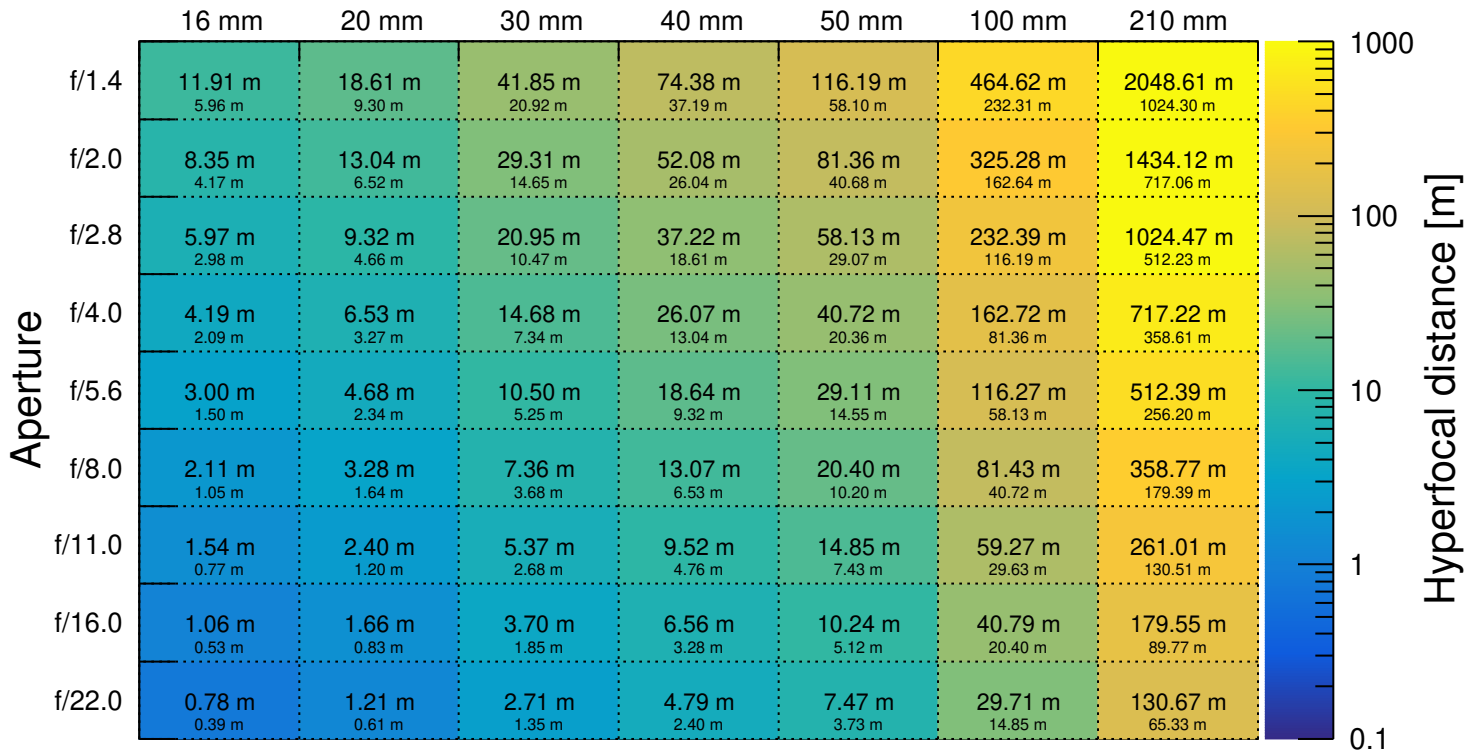 16 mm 20 mm 30 mm 40 mm 50 mm 100 mm 210 mm
f/1.4 11.91 m 18.61 m 41.85 m 74.38 m 116.19 m 464.62 m 2048.61 m
5.96 m 9.30 m 20.92 m 37.19 m 58.10 m 232.31 m 1024.30 m
f/2.0 8.35 m 13.04 m 29.31 m 52.08 m 81.36 m 325.28 m 1434.12 m
4.17 m 6.52 m 14.65 m 26.04 m 40.68 m 162.64 m 717.06 m
f/2.8 5.97 m 9.32 m 20.95 m 37.22 m 58.13 m 232.39 m 1024.47 m
2.98 m 4.66 m 10.47 m 18.61 m 29.07 m 116.19 m 512.23 m
f/4.0 4.19 m 6.53 m 14.68 m 26.07 m 40.72 m 162.72 m 717.22 m
2.09 m 3.27 m 7.34 m 13.04 m 20.36 m 81.36 m 358.61 m
f/5.6 3.00 m 4.68 m 10.50 m 18.64 m 29.11 m 116.27 m 512.39 m
1.50 m 2.34 m 5.25 m 9.32 m 14.55 m 58.13 m 256.20 m
f/8.0 2.11 m 3.28 m 7.36 m 13.07 m 20.40 m 81.43 m 358.77 m
1.05 m 1.64 m 3.68 m 6.53 m 10.20 m 40.72 m 179.39 m
f/11.0 1.54 m 2.40 m 5.37 m 9.52 m 14.85 m 59.27 m 261.01 m
0.77 m 1.20 m 2.68 m 4.76 m 7.43 m 29.63 m 130.51 m
f/16.0 1.06 m 1.66 m 3.70 m 6.56 m 10.24 m 40.79 m 179.55 m
0.53 m 0.83 m 1.85 m 3.28 m 5.12 m 20.40 m 89.77 m
f/22.0 0.78 m 1.21 m 2.71 m 4.79 m 7.47 m 29.71 m 130.67 m
0.39 m 0.61 m 1.35 m 2.40 m 3.73 m 14.85 m 65.33 m
Aperture
1000
100
10
1
0.1
Hyperfocal distance [m]